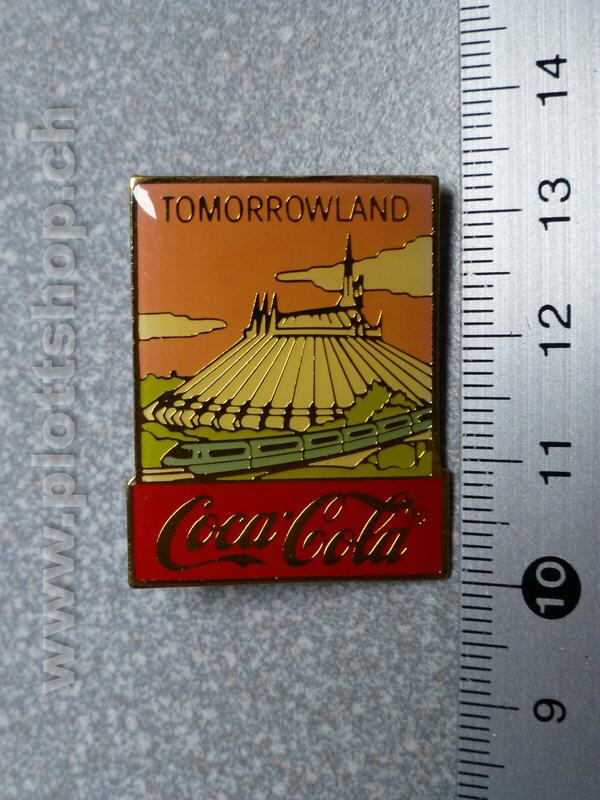 TOMORROWLAND
Coca-Cola®
www.plottshop.ch
14
13
12
11
10
9